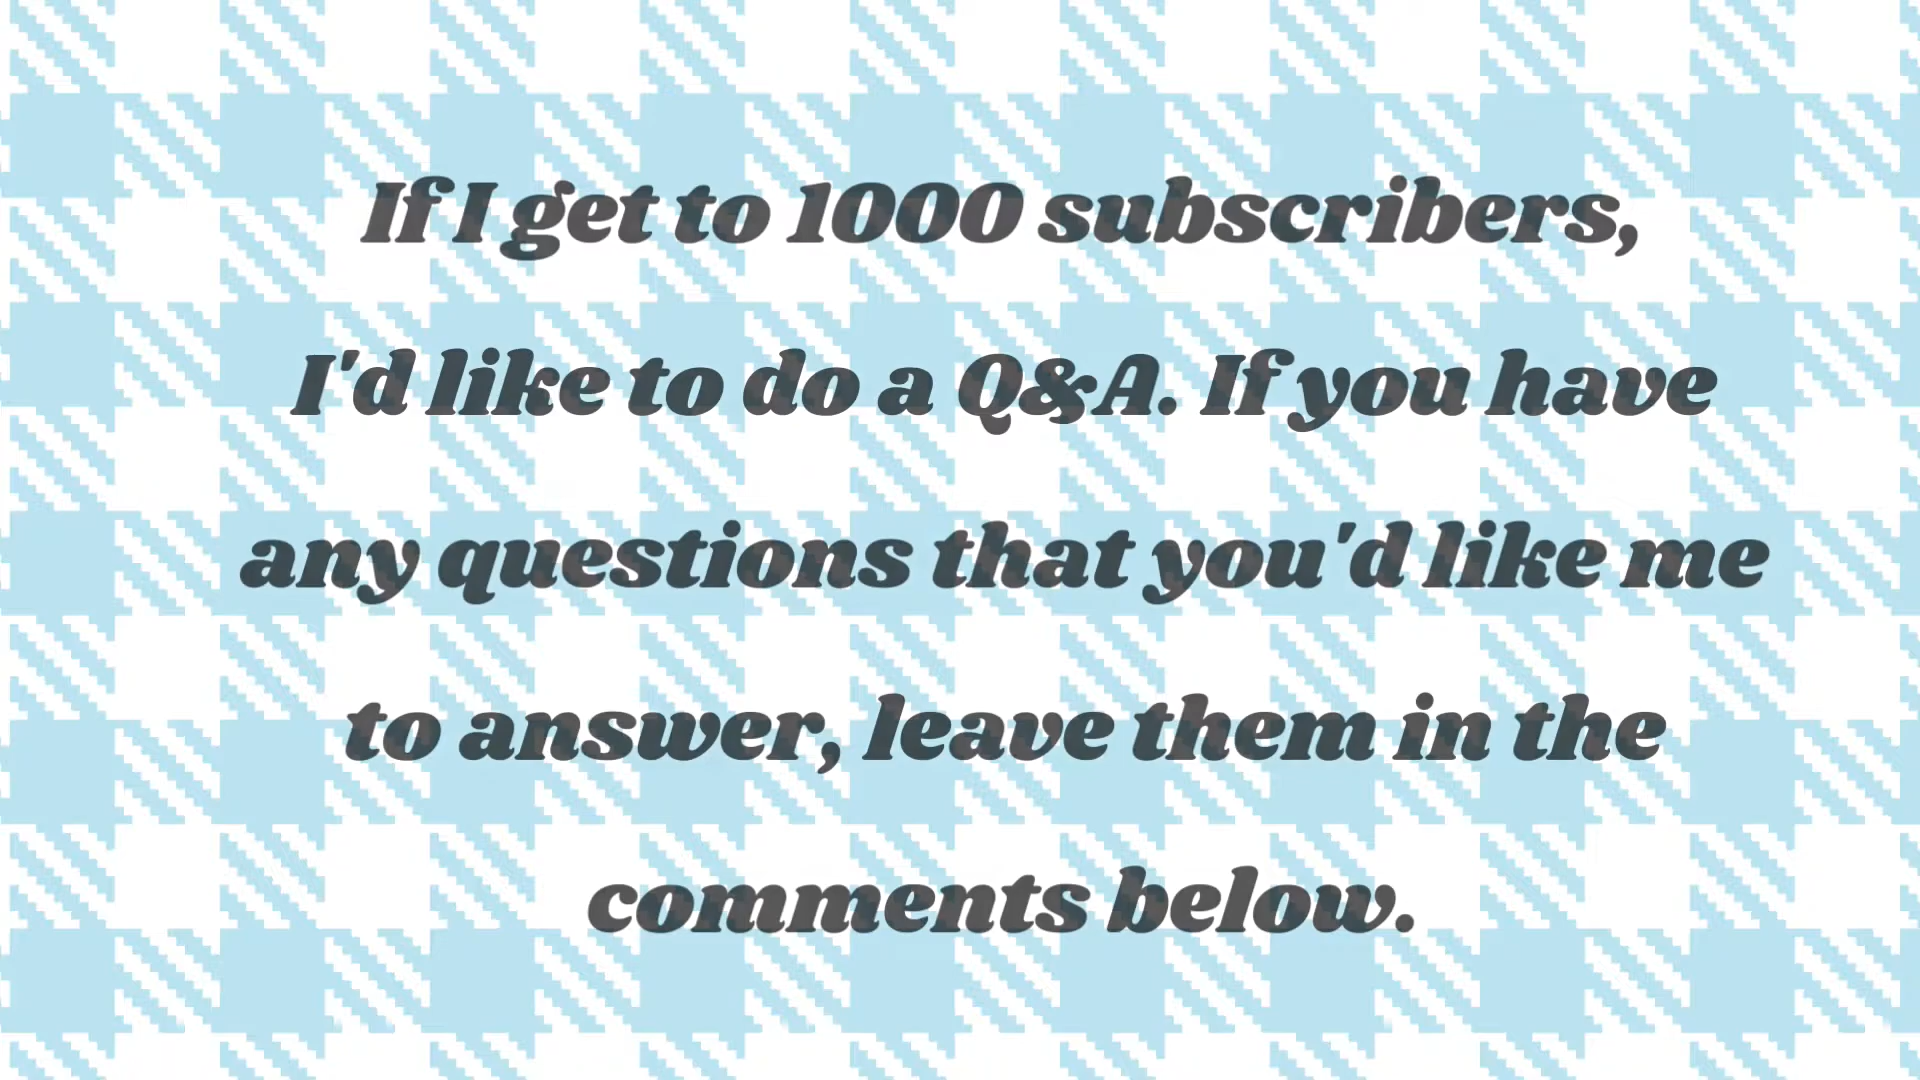 If I get to 1000 subscribers,
I'd like to do a Q&A. If you have
any questions that you'd like me
to answer, leave them in the
comments below.